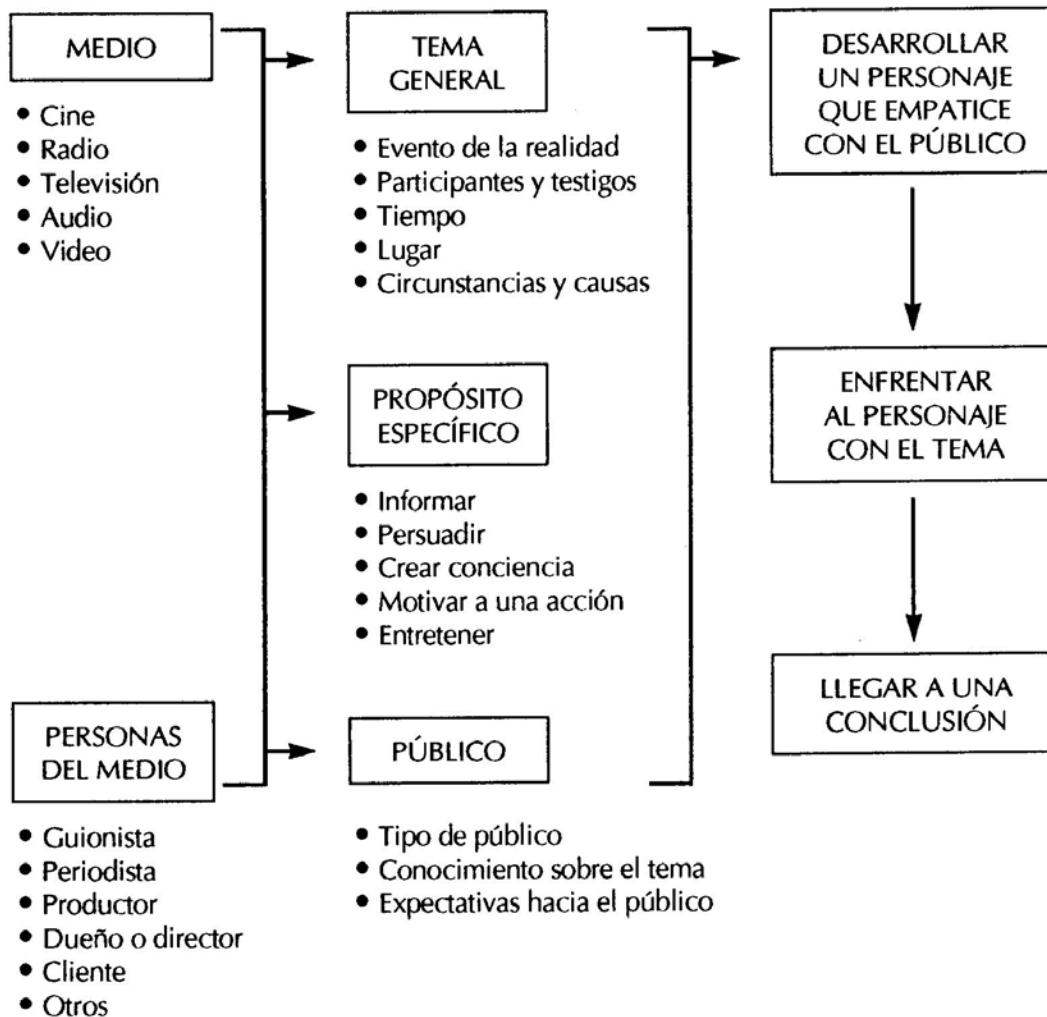 MEDIO
• Cine
• Radio
• Televisión
• Audio
• Video
PERSONAS
DEL MEDIO
• Guionista
• Periodista
• Productor
• Dueño o director
• Cliente
• Otros
TEMA
GENERAL
• Evento de la realidad
• Participantes y testigos
• Tiempo
• Lugar
• Circunstancias y causas
PROPÓSITO
ESPECÍFICO
• Informar
• Persuadir
• Crear conciencia
• Motivar a una acción
• Entretener
PÚBLICO
• Tipo de público
• Conocimiento sobre el tema
• Expectativas hacia el público
DESARROLLAR
UN PERSONAJE
QUE EMPATICE
CON EL PÚBLICO
ENFRENTAR
AL PERSONAJE
CON EL TEMA
LLEGAR A UNA
CONCLUSIÓN